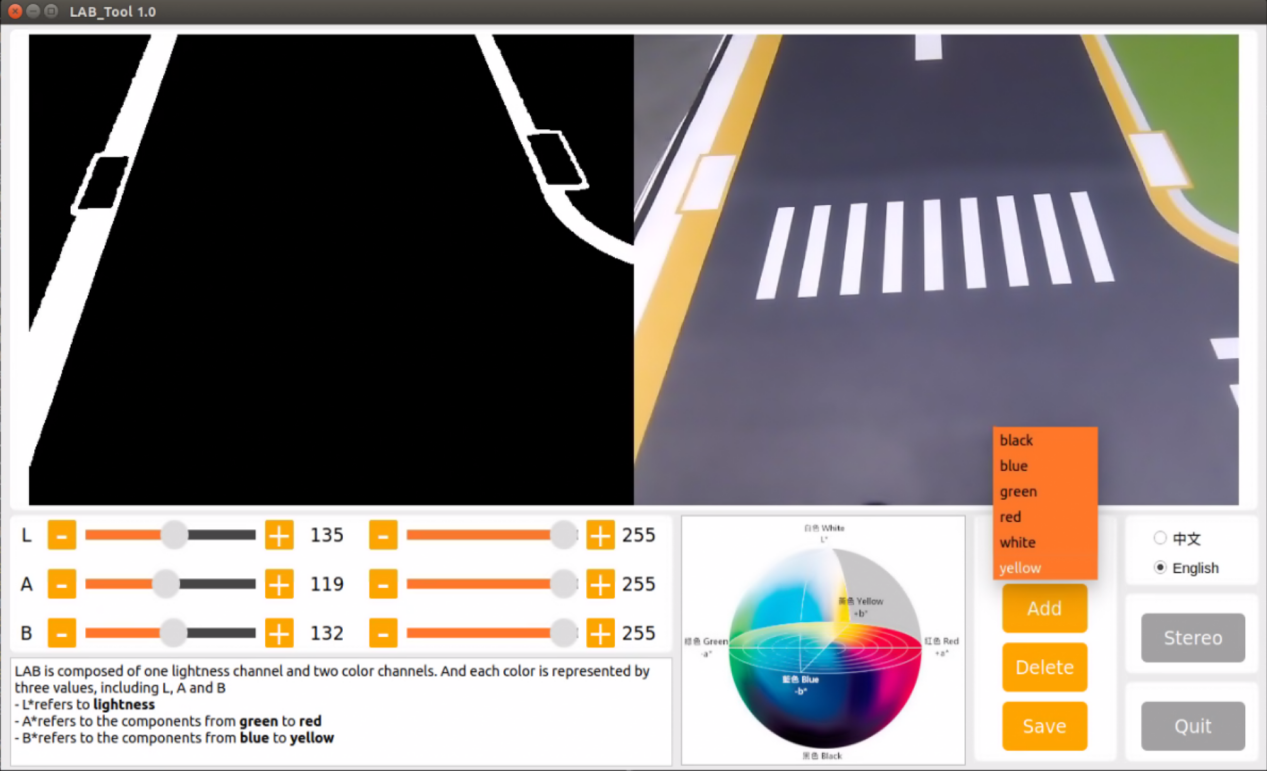 LAB_Tool 1.0
black
blue
green
red
white
yellow
L - + 135 - + 255
A - + 119 - + 255
B - + 132 - + 255
LAB is composed of one lightness channel and two color channels. And each color is represented by
three values, including L, A and B
- L*refers to lightness
- A*refers to the components from green to red
- B*refers to the components from blue to yellow
白色 White
L*
黄色 Yellow
+b*
绿色 Green
-a*
红色 Red
+a*
藍色 Blue
-b*
黑色 Black
Add
Delete
Save
中文
English
Stereo
Quit